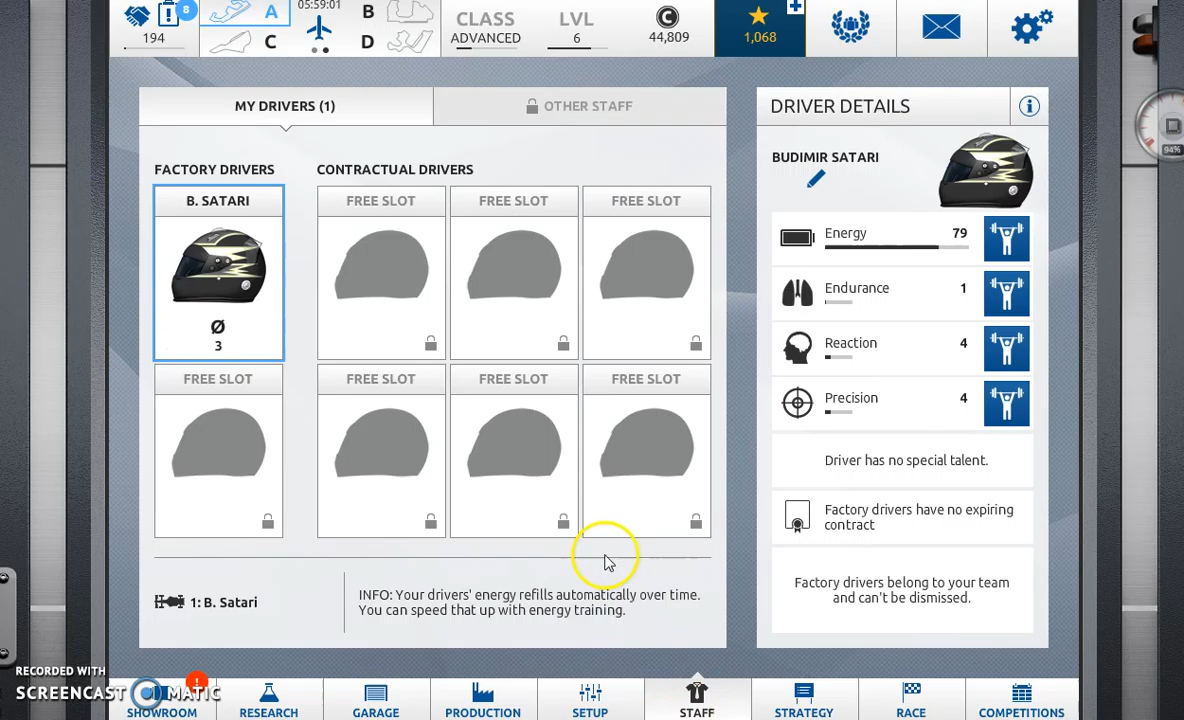 8
194
A
C
05:59:01
B
D
CLASS
ADVANCED
LVL
6
C
44,809
1,068
MY DRIVERS (1)
OTHER STAFF
FACTORY DRIVERS
CONTRACTUAL DRIVERS
B. SATARI
FREE SLOT
FREE SLOT
FREE SLOT
Ø
3
FREE SLOT
FREE SLOT
FREE SLOT
FREE SLOT
1: B. Satari
INFO: Your drivers' energy refills automatically over time.
You can speed that up with energy training.
DRIVER DETAILS
i
BUDIMIR SATARI
Energy 79
Endurance 1
Reaction 4
Precision 4
Driver has no special talent.
Factory drivers have no expiring
contract
Factory drivers belong to your team
and can't be dismissed.
94%
RECORDED WITH
SCREENCAST MATIC
!
SHOWROOM
RESEARCH
GARAGE
PRODUCTION
SETUP
STAFF
STRATEGY
RACE
COMPETITIONS